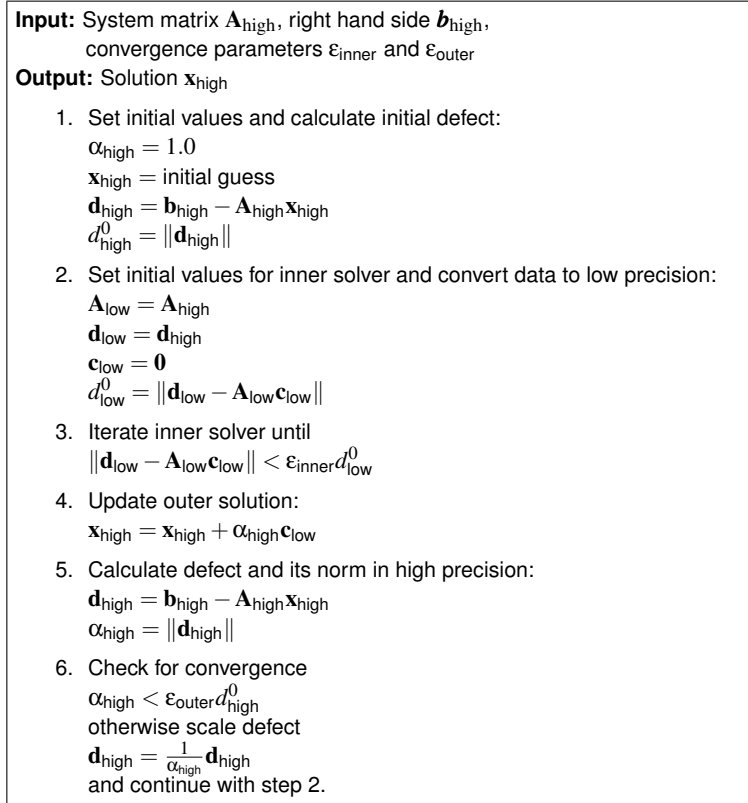 Input: System matrix A_high, right hand side b_high,
convergence parameters ε_inner and ε_outer
Output: Solution x_high
1. Set initial values and calculate initial defect:
α_high = 1.0
x_high = initial guess
d_high = b_high − A_high x_high
d^0_high = ‖d_high‖
2. Set initial values for inner solver and convert data to low precision:
A_low = A_high
d_low = d_high
c_low = 0
d^0_low = ‖d_low − A_low c_low‖
3. Iterate inner solver until
‖d_low − A_low c_low‖ < ε_inner d^0_low
4. Update outer solution:
x_high = x_high + α_high c_low
5. Calculate defect and its norm in high precision:
d_high = b_high − A_high x_high
α_high = ‖d_high‖
6. Check for convergence
α_high < ε_outer d^0_high
otherwise scale defect
d_high = 1/α_high d_high
and continue with step 2.